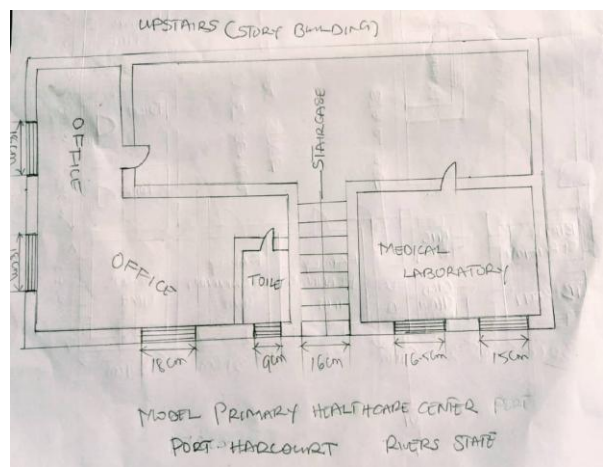 UPSTAIRS (STORY BUILDING)
OFFICE
STAIRCASE
OFFICE
TOILET
MEDICAL
LABORATORY
18cm
9cm
16cm
16.5cm
15cm
MODEL PRIMARY HEALTHCARE CENTER PORT
PORT-HARCOURT RIVERS STATE